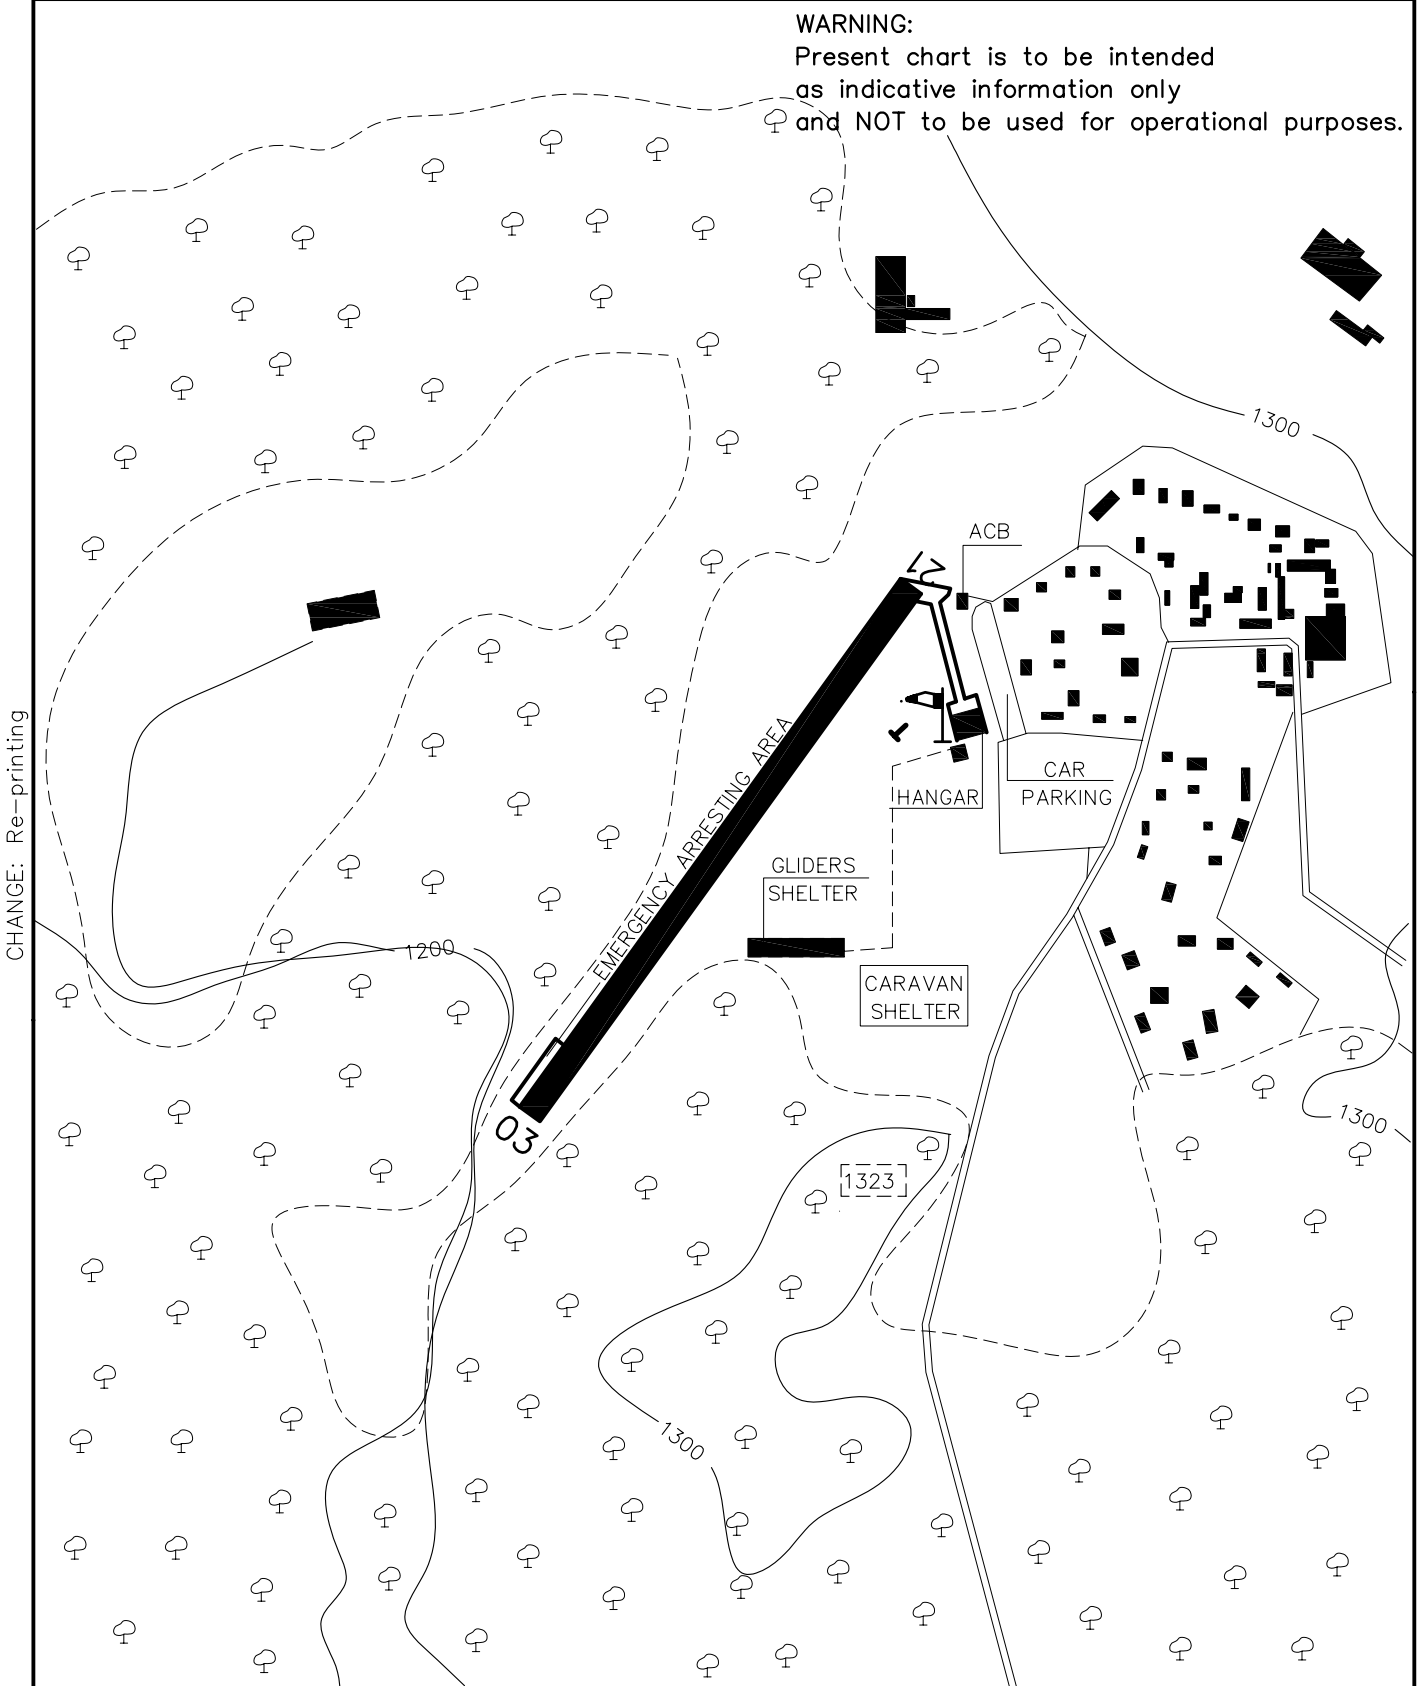 WARNING:
Present chart is to be intended
as indicative information only
and NOT to be used for operational purposes.
1300
ACB
21
CHANGE: Re-printing
EMERGENCY ARRESTING AREA
HANGAR
CAR
PARKING
GLIDERS
SHELTER
1200
CARAVAN
SHELTER
03
1300
1323
1300